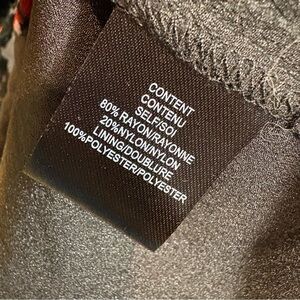 CONTENT
CONTENU
SELF/SOI
80% RAYON/RAYONNE
20%NYLON/NYLON
LINING/DOUBLURE
100%POLYESTER/POLYESTER